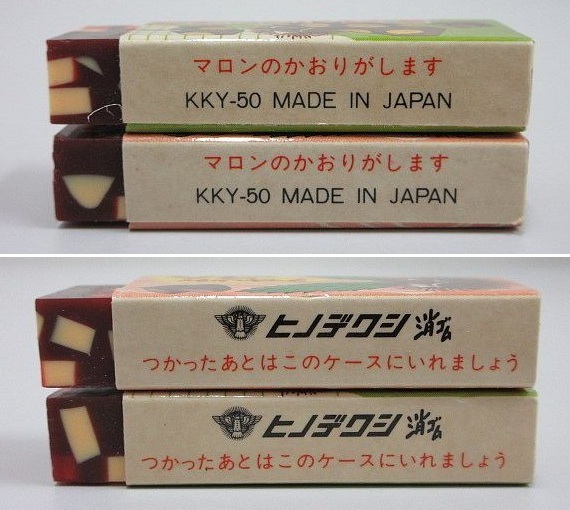 マロンのかおりがします
KKY-50 MADE IN JAPAN
マロンのかおりがします
KKY-50 MADE IN JAPAN
ヒノデワシ 消ゴム
つかったあとはこのケースにいれましょう
ヒノデワシ 消ゴム
つかったあとはこのケースにいれましょう